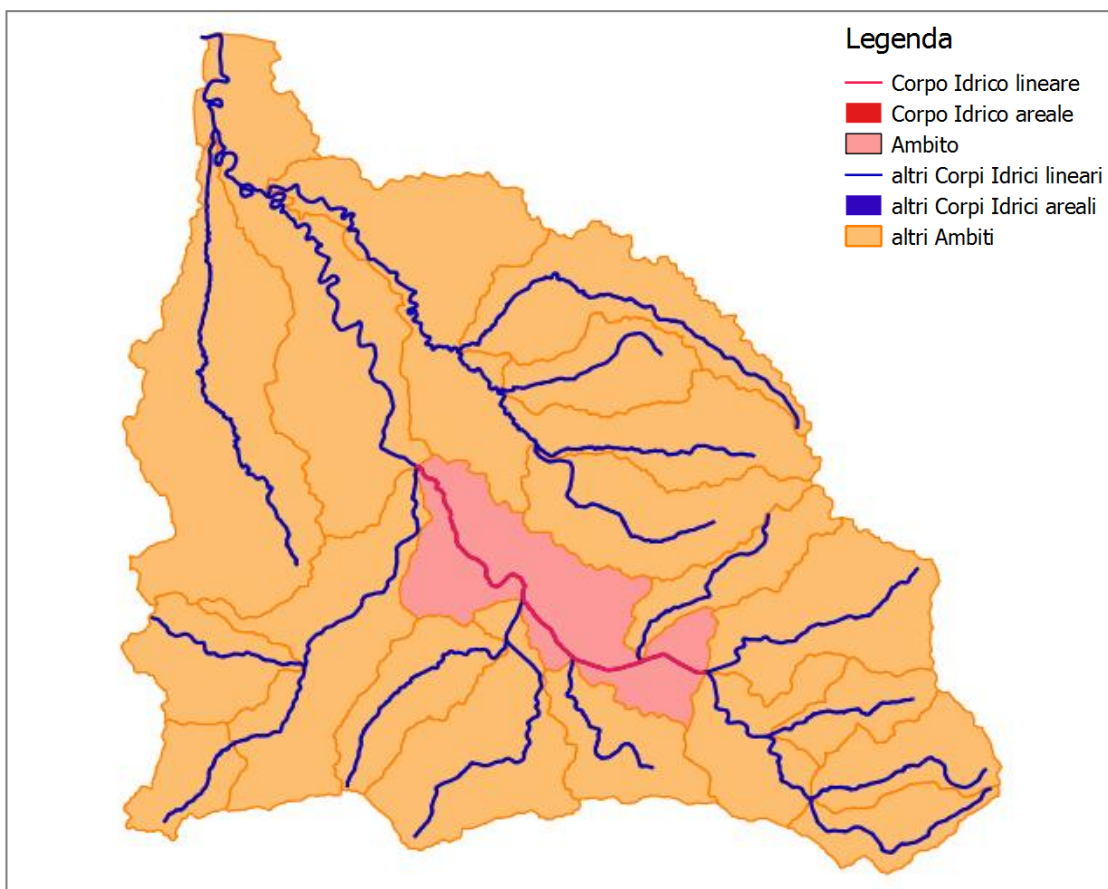 Legenda
Corpo Idrico lineare
Corpo Idrico areale
Ambito
altri Corpi Idrici lineari
altri Corpi Idrici areali
altri Ambiti